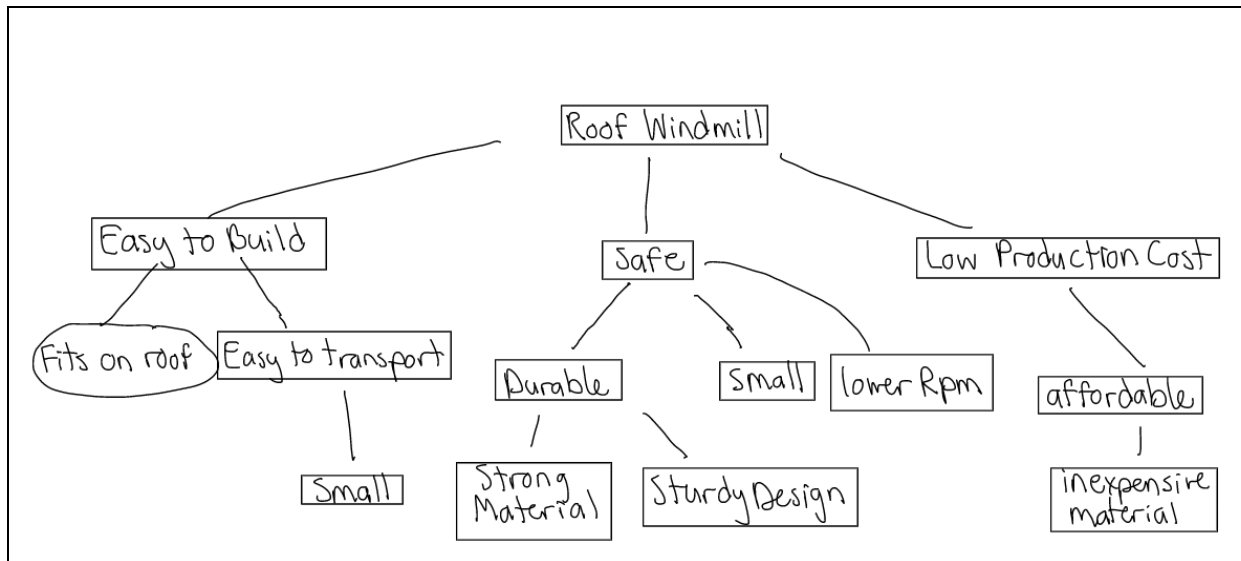 Roof Windmill
Easy to Build
Safe
Low Production Cost
Fits on roof
Easy to transport
Durable
Small
lower Rpm
affordable
Small
Strong
Material
Sturdy Design
inexpensive
material